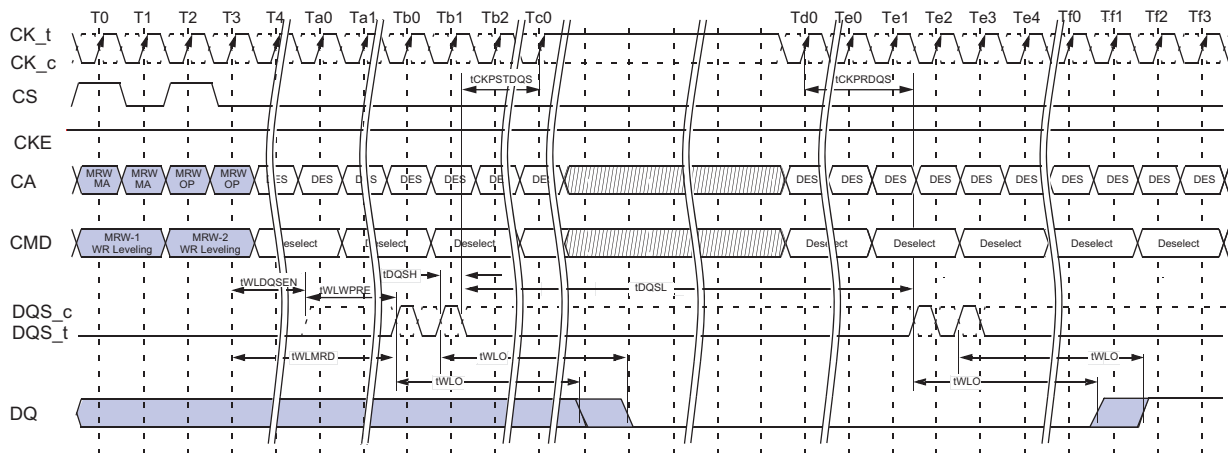 T0 T1 T2 T3 T4 Ta0 Ta1 Tb0 Tb1 Tb2 Tc0 Td0 Te0 Te1 Te2 Te3 Te4 Tf0 Tf1 Tf2 Tf3
CK_t
CK_c
tCKPSTDQS tCKPRDQS
CS
CKE
CA
MRW MA
MRW MA
MRW OP
MRW OP
DES DES DES DES DES DES DES DES DES DES DES DES DES DES DES DES DES
CMD
MRW-1 WR Leveling
MRW-2 WR Leveling
Deselect Deselect Deselect Deselect Deselect Deselect Deselect Deselect
tDQSH
tWLDQSEN
tWLWPRE
tDQSL
DQS_c
DQS_t
tWLMRD tWLO tWLO
tWLO tWLO
DQ